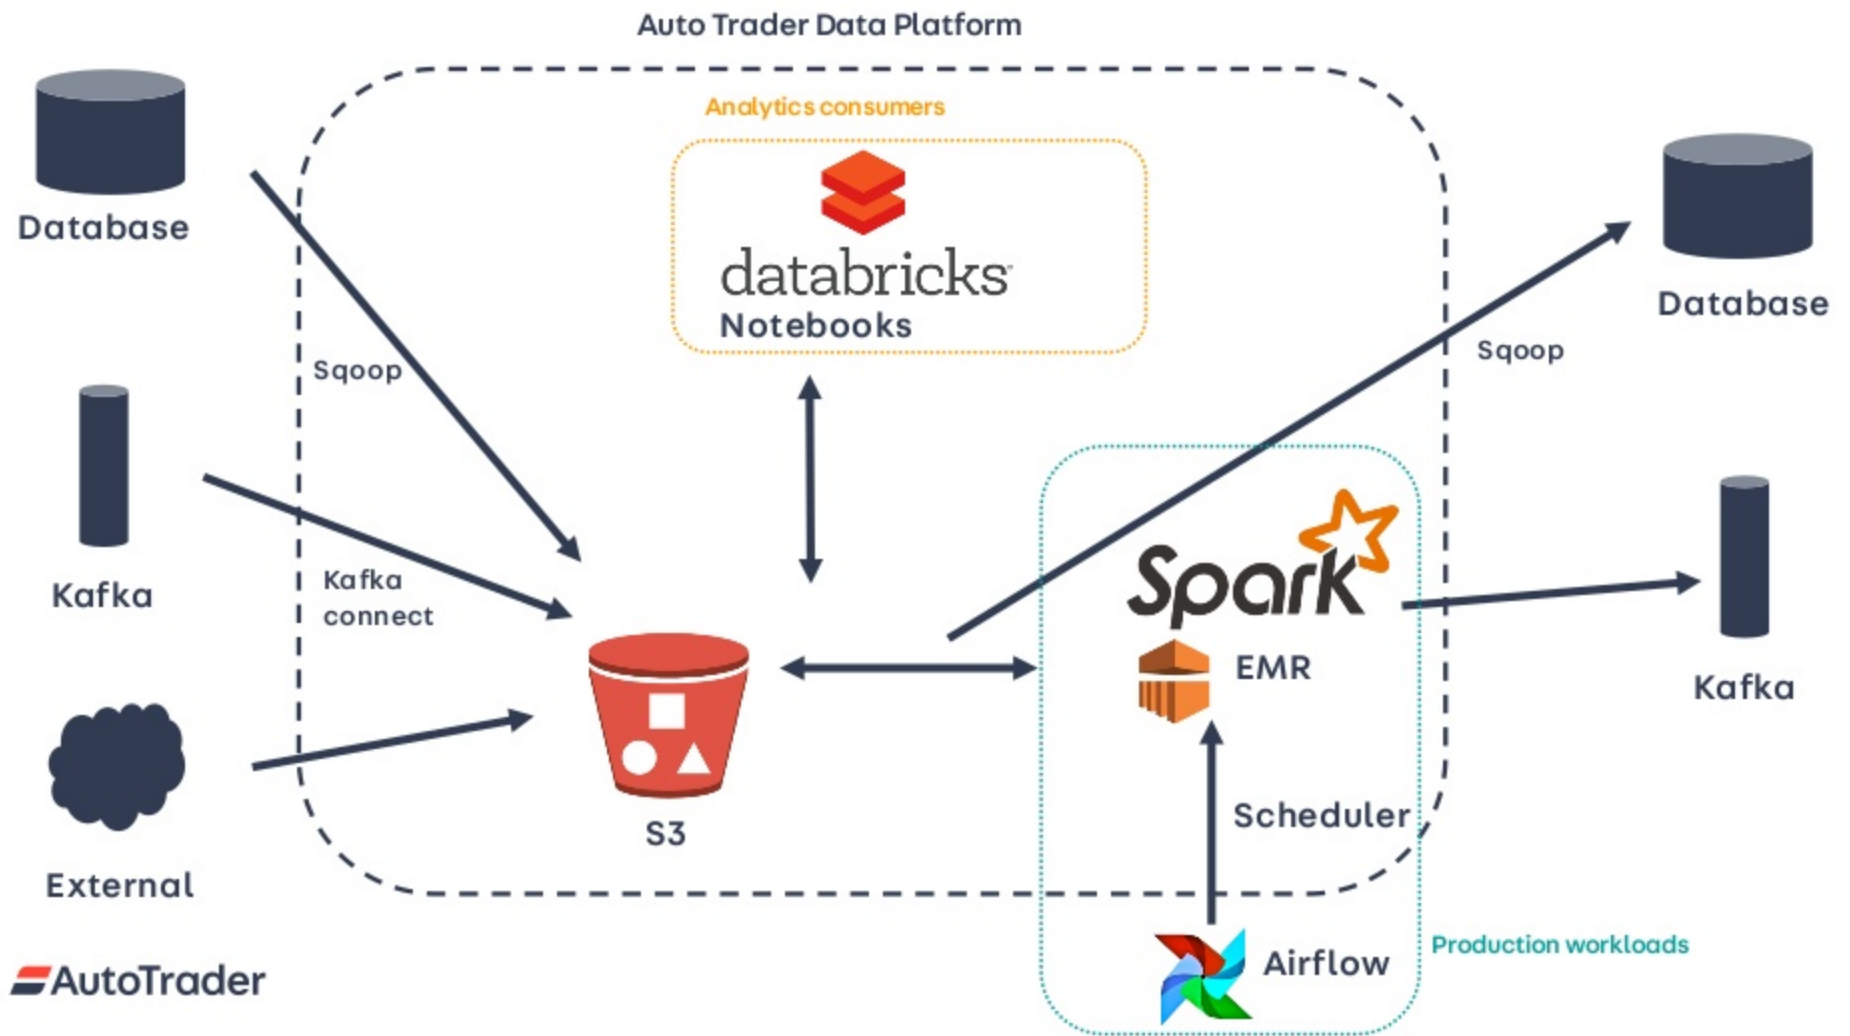 Auto Trader Data Platform
Analytics consumers
databricks
Notebooks
Database
Sqoop
Kafka
Kafka
connect
External
S3
Spark
EMR
Scheduler
Airflow
Production workloads
Sqoop
Database
Kafka
AutoTrader